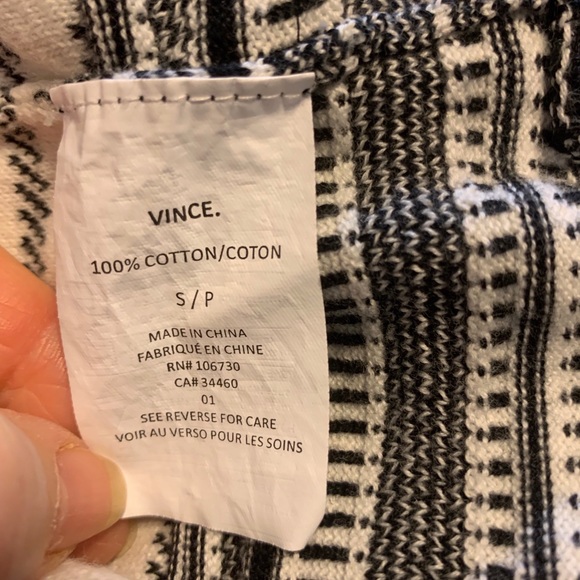 VINCE.
100% COTTON/COTON
S / P
MADE IN CHINA
FABRIQUÉ EN CHINE
RN# 106730
CA# 34460
01
SEE REVERSE FOR CARE
VOIR AU VERSO POUR LES SOINS